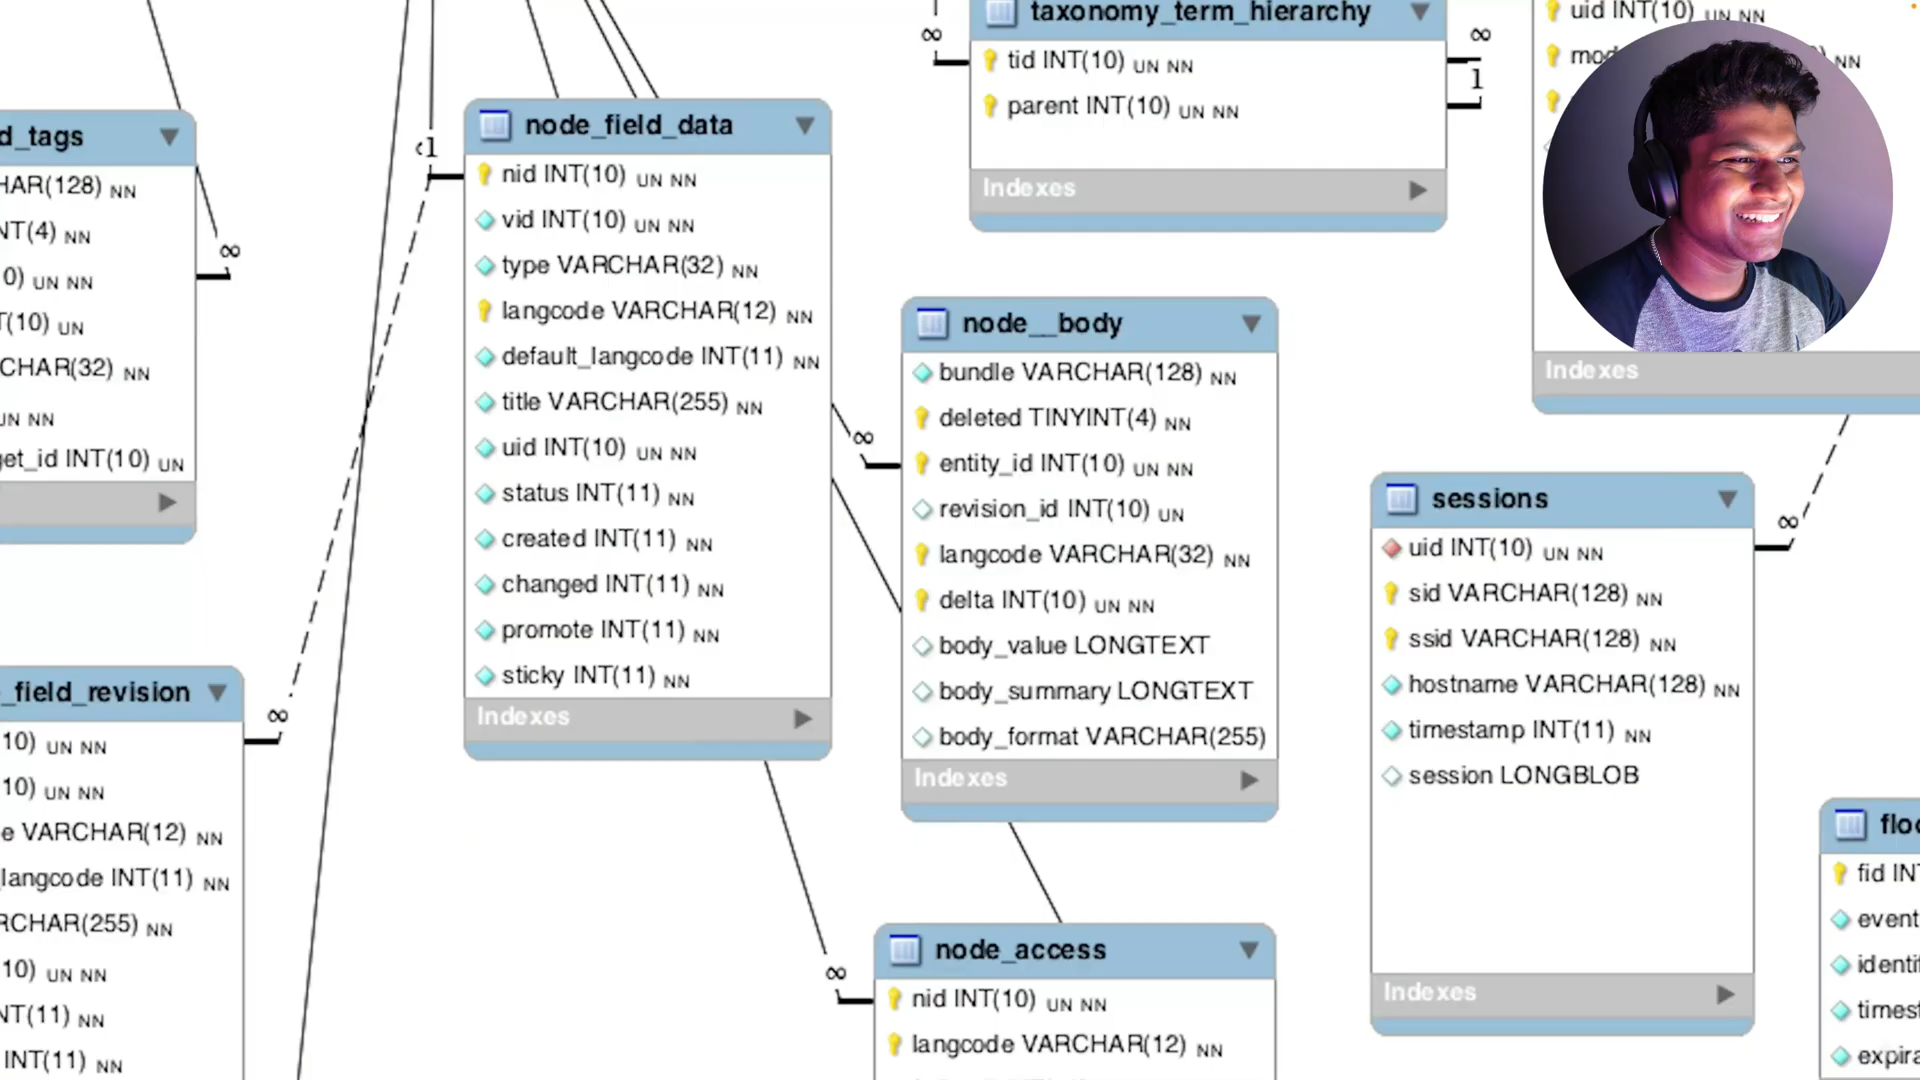 taxonomy_term_hierarchy
∞
tid INT(10) UN NN
∞
1
parent INT(10) UN NN
Indexes
uid INT(10) UN NN
NN
Indexes
d_tags
HAR(128) NN
NT(4) NN
0) UN NN
T(10) UN
CHAR(32) NN
UN NN
get_id INT(10) UN
∞
1
node_field_data
nid INT(10) UN NN
vid INT(10) UN NN
type VARCHAR(32) NN
langcode VARCHAR(12) NN
default_langcode INT(11) NN
title VARCHAR(255) NN
uid INT(10) UN NN
status INT(11) NN
created INT(11) NN
changed INT(11) NN
promote INT(11) NN
sticky INT(11) NN
Indexes
∞
node__body
bundle VARCHAR(128) NN
deleted TINYINT(4) NN
entity_id INT(10) UN NN
revision_id INT(10) UN
langcode VARCHAR(32) NN
delta INT(10) UN NN
body_value LONGTEXT
body_summary LONGTEXT
body_format VARCHAR(255)
Indexes
sessions
∞
uid INT(10) UN NN
sid VARCHAR(128) NN
ssid VARCHAR(128) NN
hostname VARCHAR(128) NN
timestamp INT(11) NN
session LONGBLOB
Indexes
_field_revision
∞
10) UN NN
10) UN NN
e VARCHAR(12) NN
langcode INT(11) NN
RCHAR(255) NN
10) UN NN
NT(11) NN
INT(11) NN
∞
node_access
nid INT(10) UN NN
langcode VARCHAR(12) NN
floo
fid INT
event
identif
timest
expira